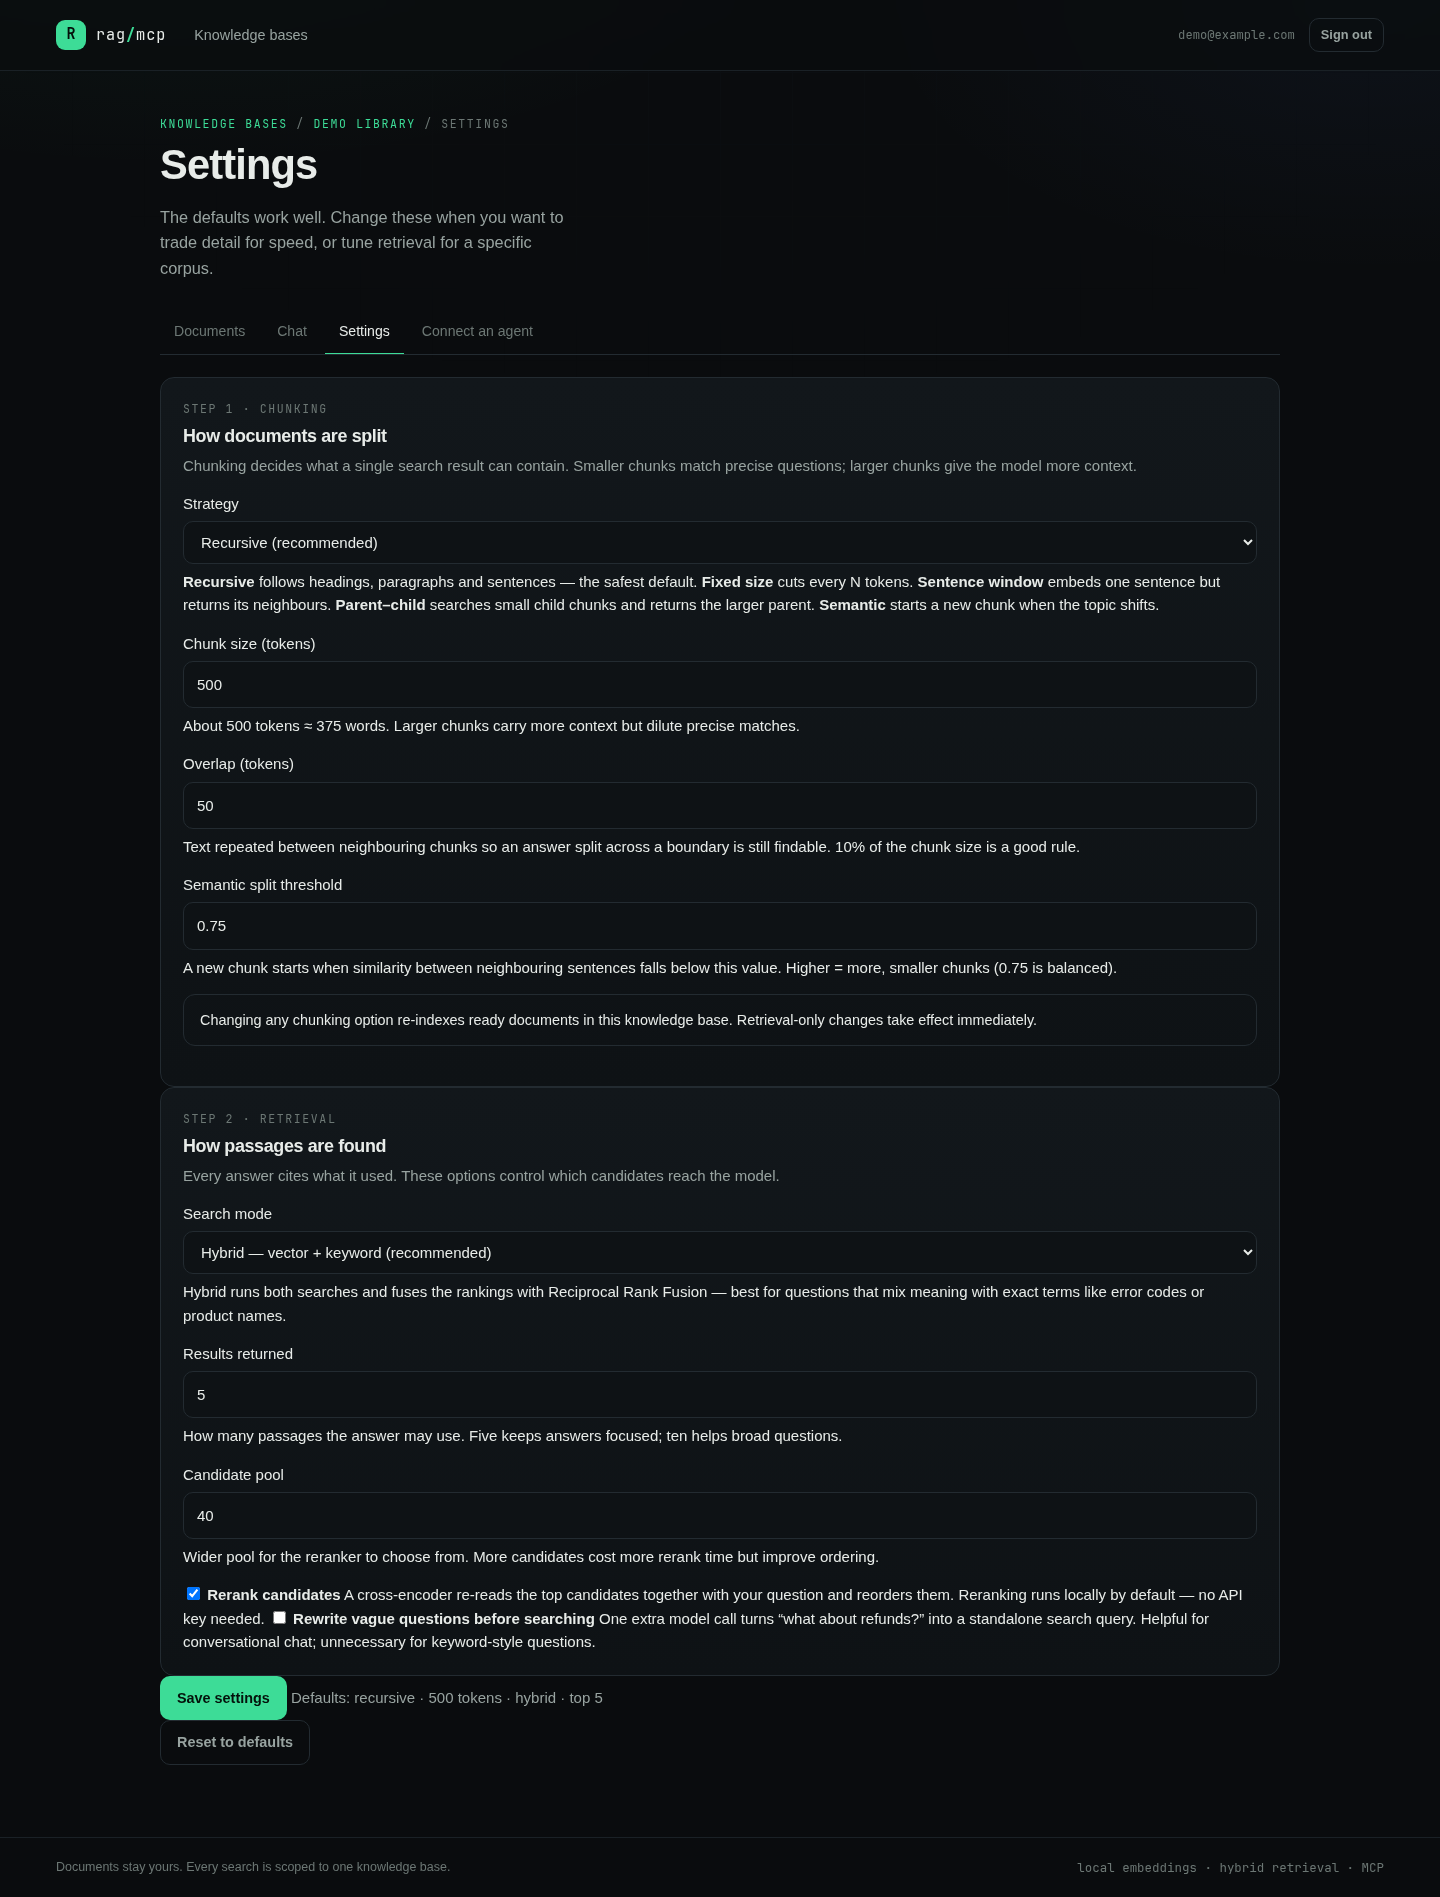 R rag/mcp Knowledge bases demo@example.com Sign out
KNOWLEDGE BASES / DEMO LIBRARY / SETTINGS
Settings
The defaults work well. Change these when you want to
trade detail for speed, or tune retrieval for a specific
corpus.
Documents Chat Settings Connect an agent
STEP 1 · CHUNKING
How documents are split
Chunking decides what a single search result can contain. Smaller chunks match precise questions; larger chunks give the model more context.
Strategy
Recursive (recommended)
Recursive follows headings, paragraphs and sentences — the safest default. Fixed size cuts every N tokens. Sentence window embeds one sentence but
returns its neighbours. Parent–child searches small child chunks and returns the larger parent. Semantic starts a new chunk when the topic shifts.
Chunk size (tokens)
500
About 500 tokens ≈ 375 words. Larger chunks carry more context but dilute precise matches.
Overlap (tokens)
50
Text repeated between neighbouring chunks so an answer split across a boundary is still findable. 10% of the chunk size is a good rule.
Semantic split threshold
0.75
A new chunk starts when similarity between neighbouring sentences falls below this value. Higher = more, smaller chunks (0.75 is balanced).
Changing any chunking option re-indexes ready documents in this knowledge base. Retrieval-only changes take effect immediately.
STEP 2 · RETRIEVAL
How passages are found
Every answer cites what it used. These options control which candidates reach the model.
Search mode
Hybrid — vector + keyword (recommended)
Hybrid runs both searches and fuses the rankings with Reciprocal Rank Fusion — best for questions that mix meaning with exact terms like error codes or
product names.
Results returned
5
How many passages the answer may use. Five keeps answers focused; ten helps broad questions.
Candidate pool
40
Wider pool for the reranker to choose from. More candidates cost more rerank time but improve ordering.
Rerank candidates A cross-encoder re-reads the top candidates together with your question and reorders them. Reranking runs locally by default — no API
key needed. Rewrite vague questions before searching One extra model call turns “what about refunds?” into a standalone search query. Helpful for
conversational chat; unnecessary for keyword-style questions.
Save settings Defaults: recursive · 500 tokens · hybrid · top 5
Reset to defaults
Documents stay yours. Every search is scoped to one knowledge base. local embeddings · hybrid retrieval · MCP